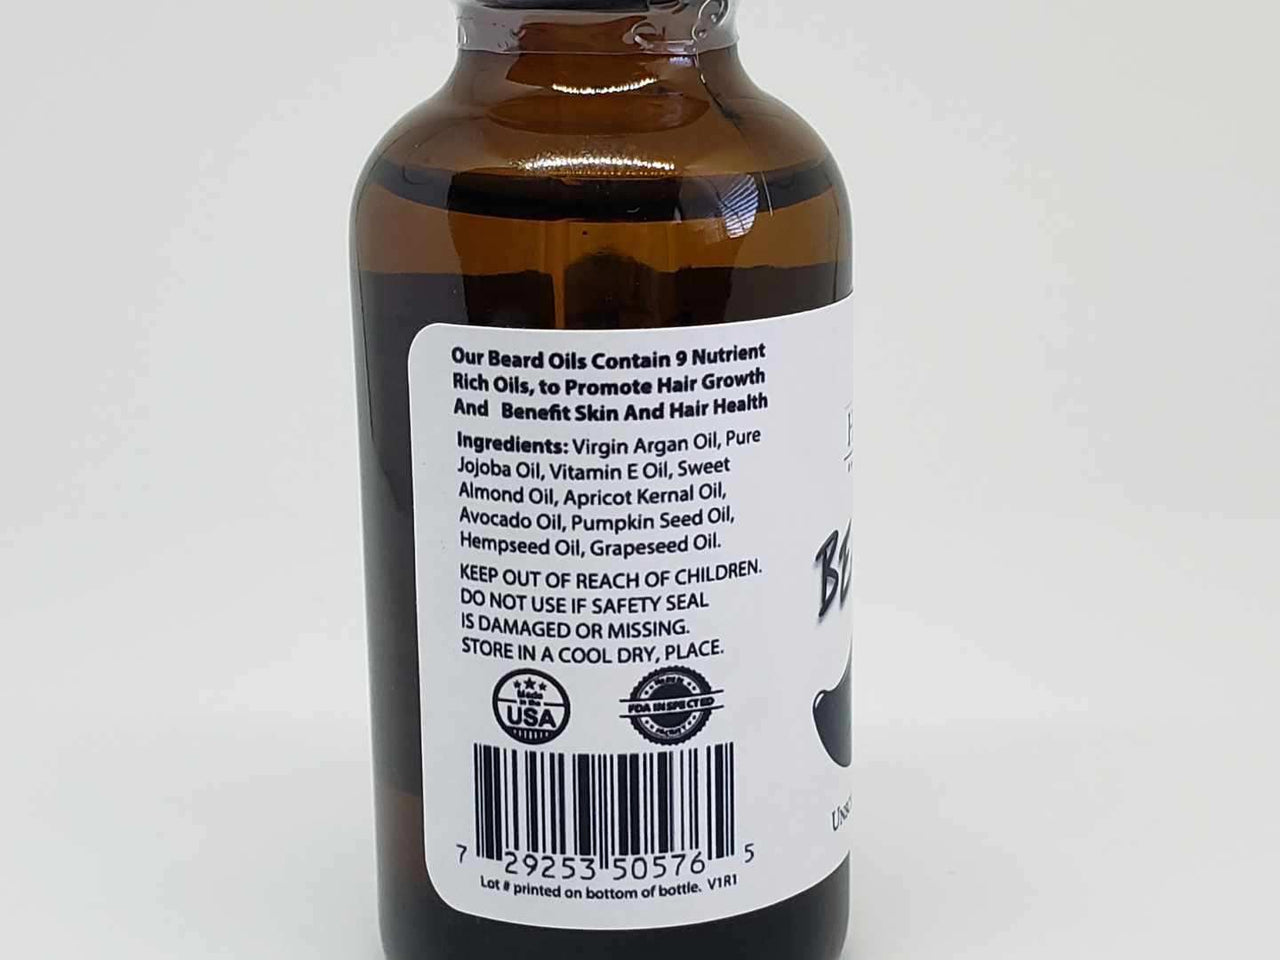 Our Beard Oils Contain 9 Nutrient
Rich Oils, to Promote Hair Growth
And Benefit Skin And Hair Health
Ingredients: Virgin Argan Oil, Pure
Jojoba Oil, Vitamin E Oil, Sweet
Almond Oil, Apricot Kernal Oil,
Avocado Oil, Pumpkin Seed Oil,
Hempseed Oil, Grapeseed Oil.
KEEP OUT OF REACH OF CHILDREN.
DO NOT USE IF SAFETY SEAL
IS DAMAGED OR MISSING.
STORE IN A COOL DRY, PLACE.
Made
in the
USA
FDA INSPECTED
7 29253 50576 5
Lot # printed on bottom of bottle. V1R1